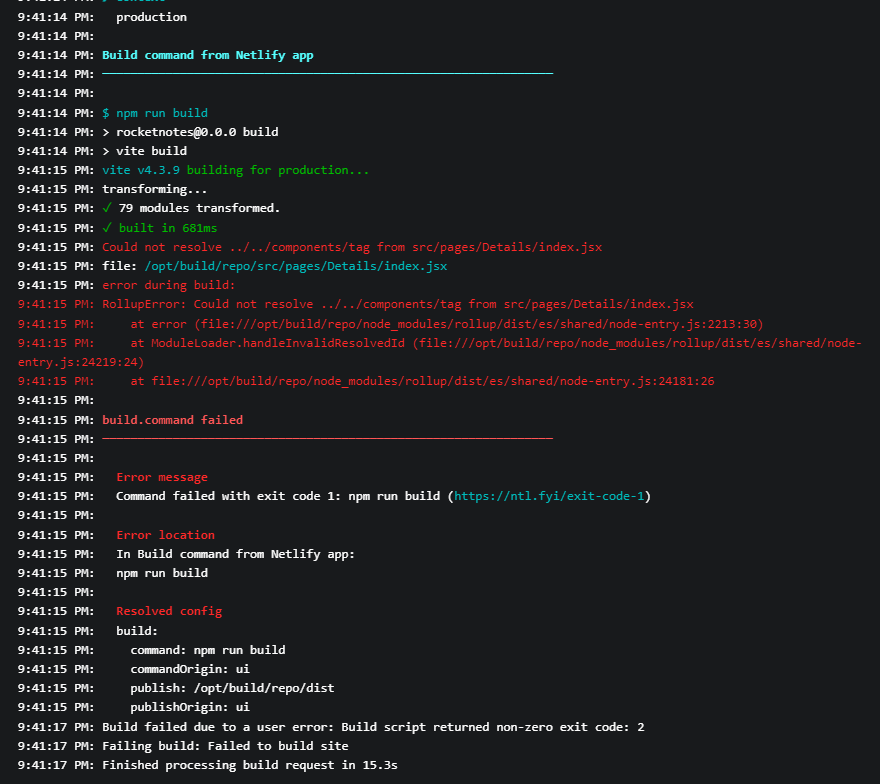 9:41:14 PM: production
9:41:14 PM:
9:41:14 PM: Build command from Netlify app
9:41:14 PM: ────────────────────────────────────────────────────────────────
9:41:14 PM:
9:41:14 PM: $ npm run build
9:41:14 PM: > rocketnotes@0.0.0 build
9:41:14 PM: > vite build
9:41:15 PM: vite v4.3.9 building for production...
9:41:15 PM: transforming...
9:41:15 PM: ✓ 79 modules transformed.
9:41:15 PM: ✓ built in 681ms
9:41:15 PM: Could not resolve ../../components/tag from src/pages/Details/index.jsx
9:41:15 PM: file: /opt/build/repo/src/pages/Details/index.jsx
9:41:15 PM: error during build:
9:41:15 PM: RollupError: Could not resolve ../../components/tag from src/pages/Details/index.jsx
9:41:15 PM: at error (file:///opt/build/repo/node_modules/rollup/dist/es/shared/node-entry.js:2213:30)
9:41:15 PM: at ModuleLoader.handleInvalidResolvedId (file:///opt/build/repo/node_modules/rollup/dist/es/shared/node-
entry.js:24219:24)
9:41:15 PM: at file:///opt/build/repo/node_modules/rollup/dist/es/shared/node-entry.js:24181:26
9:41:15 PM:
9:41:15 PM: build.command failed
9:41:15 PM: ────────────────────────────────────────────────────────────────
9:41:15 PM:
9:41:15 PM: Error message
9:41:15 PM: Command failed with exit code 1: npm run build (https://ntl.fyi/exit-code-1)
9:41:15 PM:
9:41:15 PM: Error location
9:41:15 PM: In Build command from Netlify app:
9:41:15 PM: npm run build
9:41:15 PM:
9:41:15 PM: Resolved config
9:41:15 PM: build:
9:41:15 PM: command: npm run build
9:41:15 PM: commandOrigin: ui
9:41:15 PM: publish: /opt/build/repo/dist
9:41:15 PM: publishOrigin: ui
9:41:17 PM: Build failed due to a user error: Build script returned non-zero exit code: 2
9:41:17 PM: Failing build: Failed to build site
9:41:17 PM: Finished processing build request in 15.3s